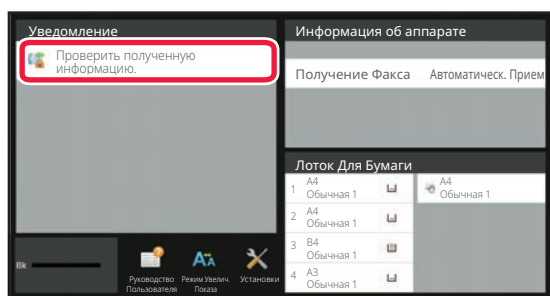 Уведомление
Проверить полученную
информацию.
Информация об аппарате
Получение Факса Автоматическ. Прием
Лоток Для Бумаги
1 A4
Обычная 1
A4
Обычная 1
2 A4
Обычная 1
3 B4
Обычная 1
4 A3
Обычная 1
Bk
Руководство
Пользователя
Режим Увелич.
Показа
Установки